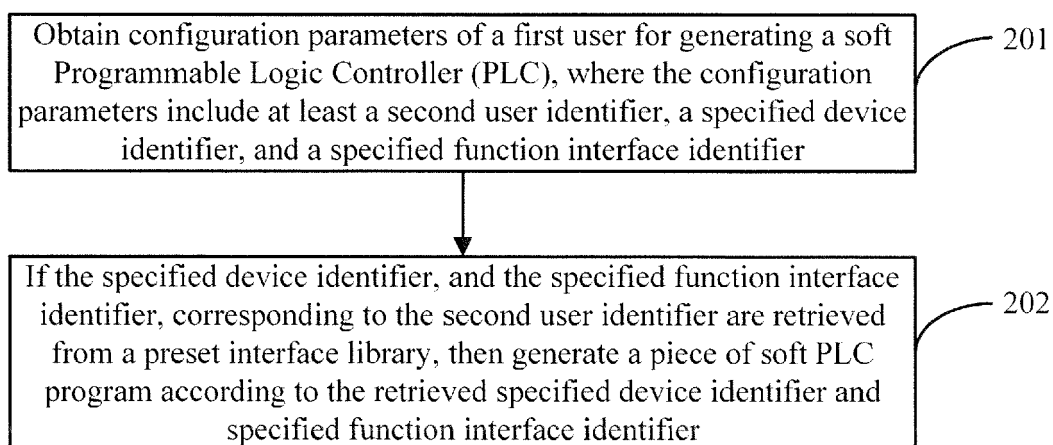 Obtain configuration parameters of a first user for generating a soft
Programmable Logic Controller (PLC), where the configuration
parameters include at least a second user identifier, a specified device
identifier, and a specified function interface identifier
201
If the specified device identifier, and the specified function interface
identifier, corresponding to the second user identifier are retrieved
from a preset interface library, then generate a piece of soft PLC
program according to the retrieved specified device identifier and
specified function interface identifier
202